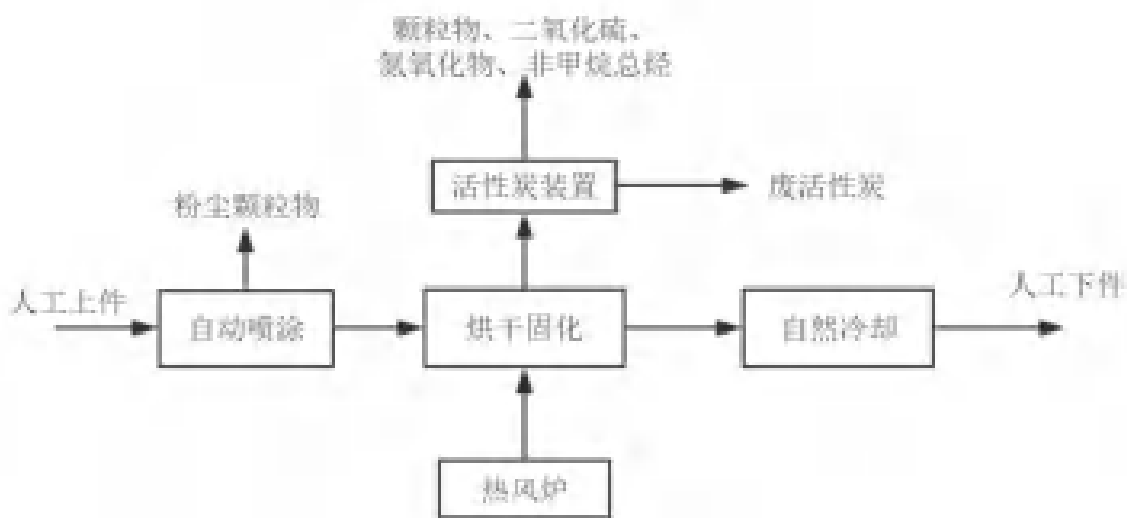 颗粒物、二氧化硫、
氮氧化物、非甲烷总烃
活性炭装置
废活性炭
粉尘颗粒物
人工上件
自动喷涂
烘干固化
自然冷却
人工下件
热风炉